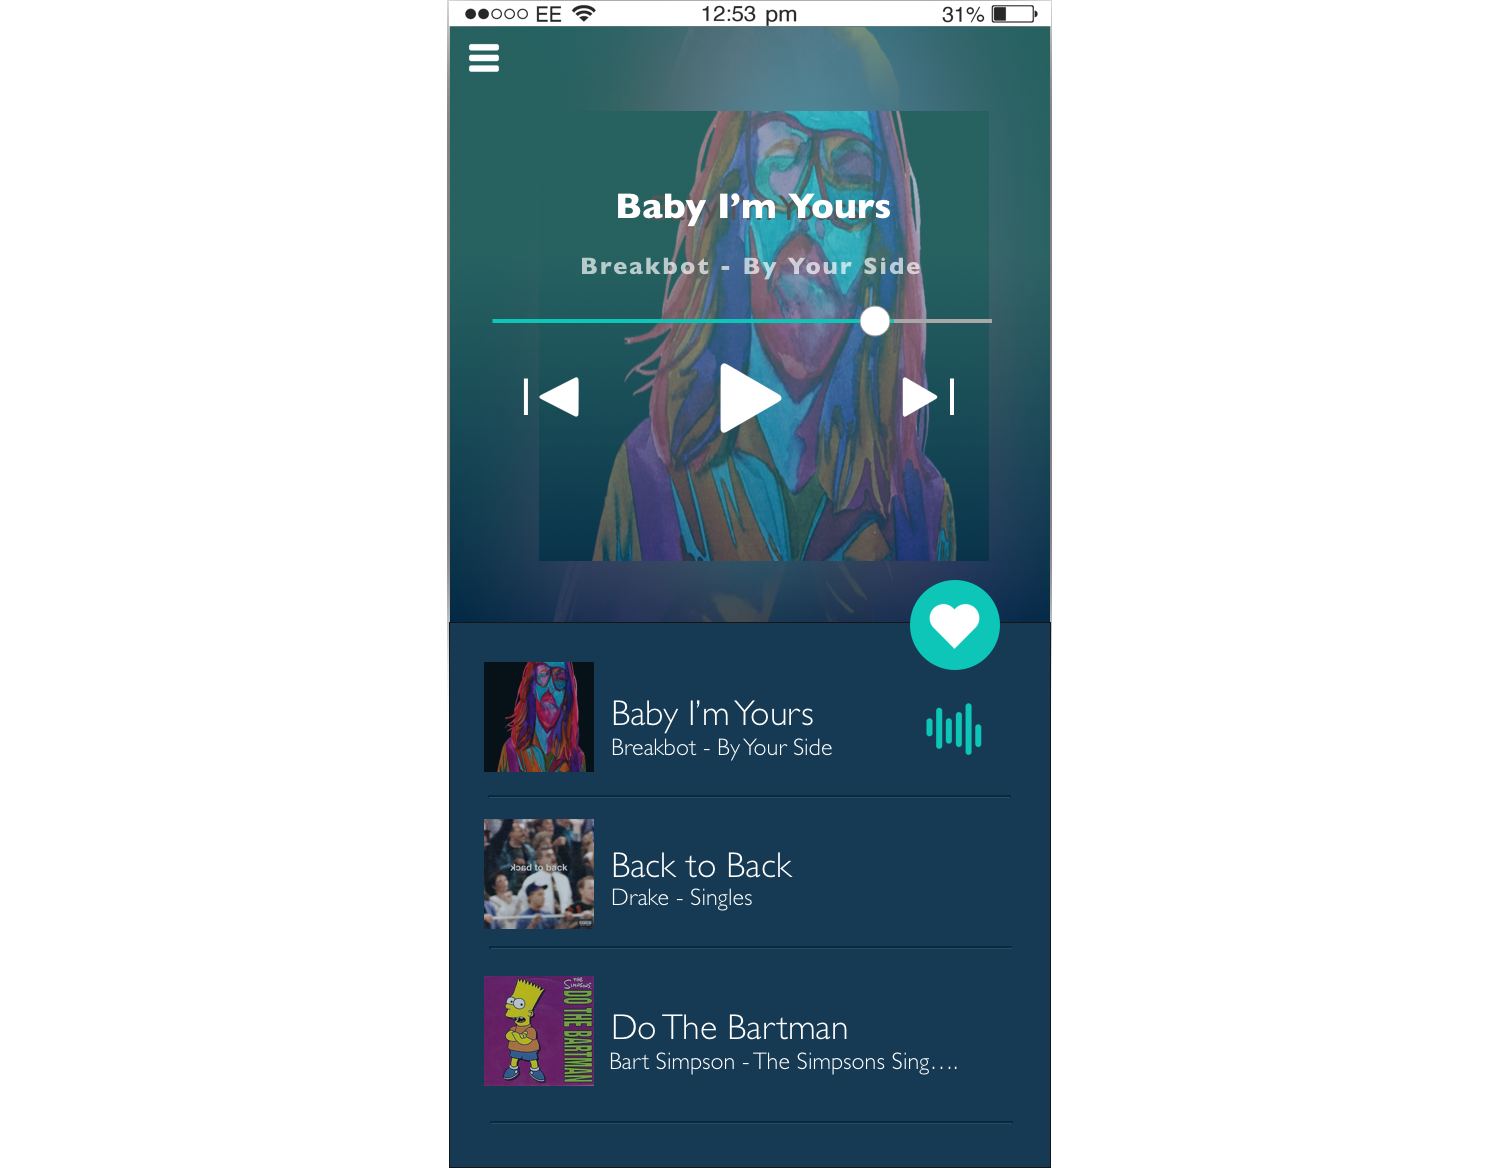 EE 12:53 pm 31%
Baby I’m Yours
Breakbot - By Your Side
Baby I’m Yours
Breakbot - By Your Side
back to back
Back to Back
Drake - Singles
THE SIMPSONS
DO THE BARTMAN
Do The Bartman
Bart Simpson - The Simpsons Sing….